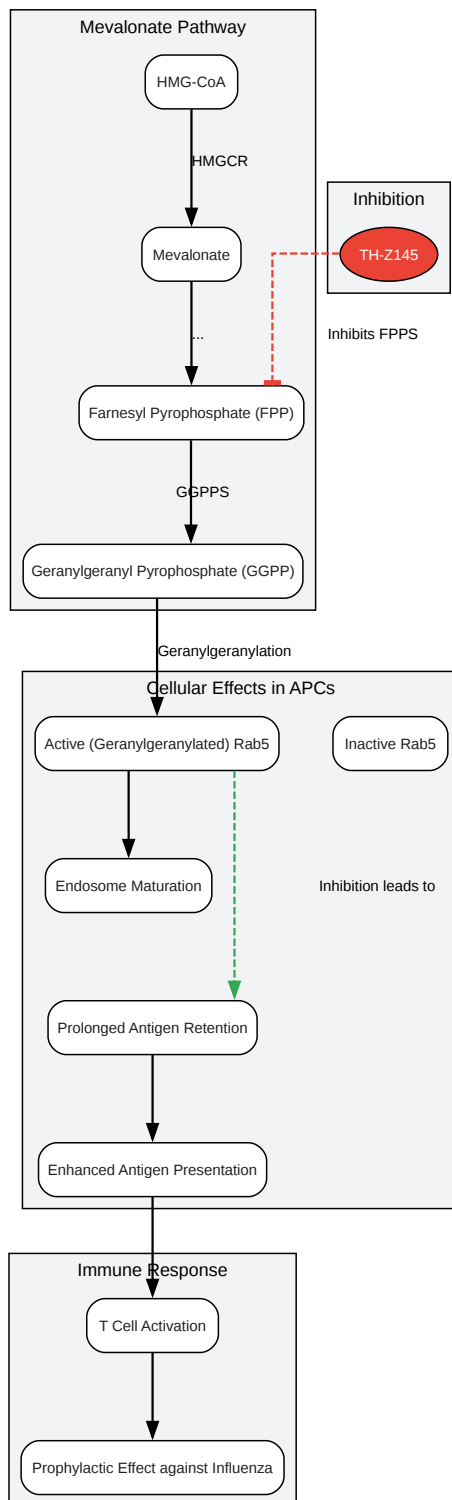 Mevalonate Pathway
HMG-CoA
HMGCR
Inhibition
Mevalonate
TH-Z145
...
Inhibits FPPS
Farnesyl Pyrophosphate (FPP)
GGPPS
Geranylgeranyl Pyrophosphate (GGPP)
Geranylgeranylation
Cellular Effects in APCs
Active (Geranylgeranylated) Rab5
Inactive Rab5
Endosome Maturation
Inhibition leads to
Prolonged Antigen Retention
Enhanced Antigen Presentation
Immune Response
T Cell Activation
Prophylactic Effect against Influenza